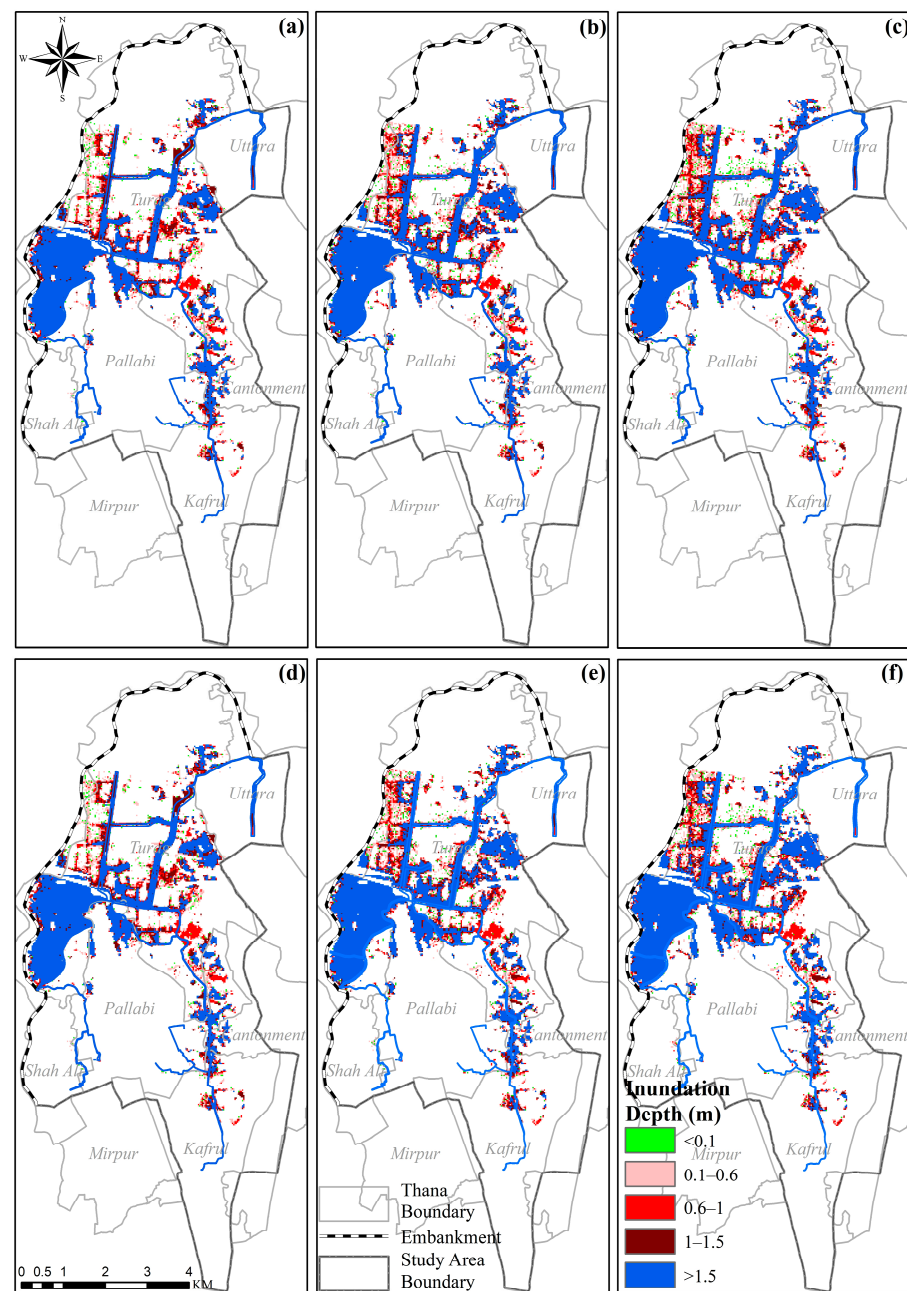 (a)
N
W E
S
Uttara
Turag
Pallabi
Cantonment
Shah Ali
Mirpur
Kafrul
(b)
Uttara
Turag
Pallabi
Cantonment
Shah Ali
Mirpur
Kafrul
(c)
Uttara
Turag
Pallabi
Cantonment
Shah Ali
Mirpur
Kafrul
(d)
Uttara
Turag
Pallabi
Cantonment
Shah Ali
Mirpur
Kafrul
0 0.5 1 2 3 4
KM
(e)
Uttara
Turag
Pallabi
Cantonment
Shah Ali
Mirpur
Kafrul
Thana
Boundary
Embankment
Study Area
Boundary
(f)
Uttara
Turag
Pallabi
Cantonment
Shah Ali
Mirpur
Kafrul
Inundation
Depth (m)
<0.1
0.1–0.6
0.6–1
1–1.5
>1.5